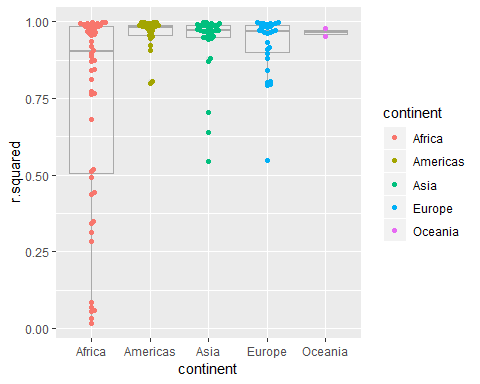 1.00
0.75
0.50
0.25
0.00
r.squared
Africa
Americas
Asia
Europe
Oceania
continent
continent
Africa
Americas
Asia
Europe
Oceania